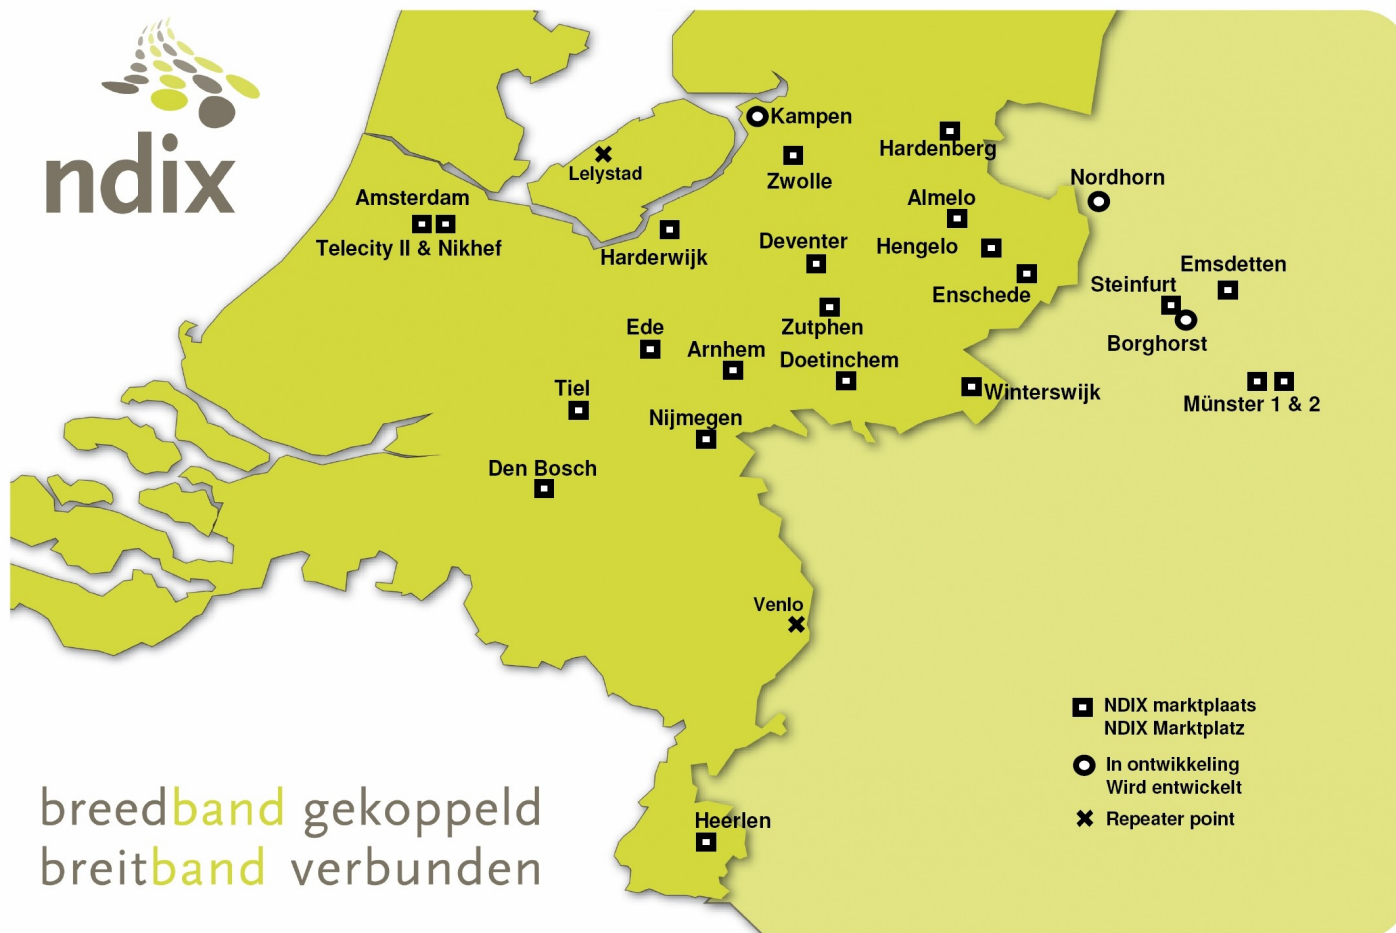 ndix
Kampen
Hardenberg
Lelystad
Zwolle
Nordhorn
Amsterdam
Almelo
Telecity II & Nikhef
Harderwijk
Deventer
Hengelo
Emsdetten
Steinfurt
Enschede
Ede
Zutphen
Borghorst
Arnhem
Doetinchem
Tiel
Winterswijk
Münster 1 & 2
Nijmegen
Den Bosch
Venlo
NDIX marktplaats
NDIX Marktplatz
In ontwikkeling
Wird entwickelt
Repeater point
Heerlen
breedband gekoppeld
breitband verbunden